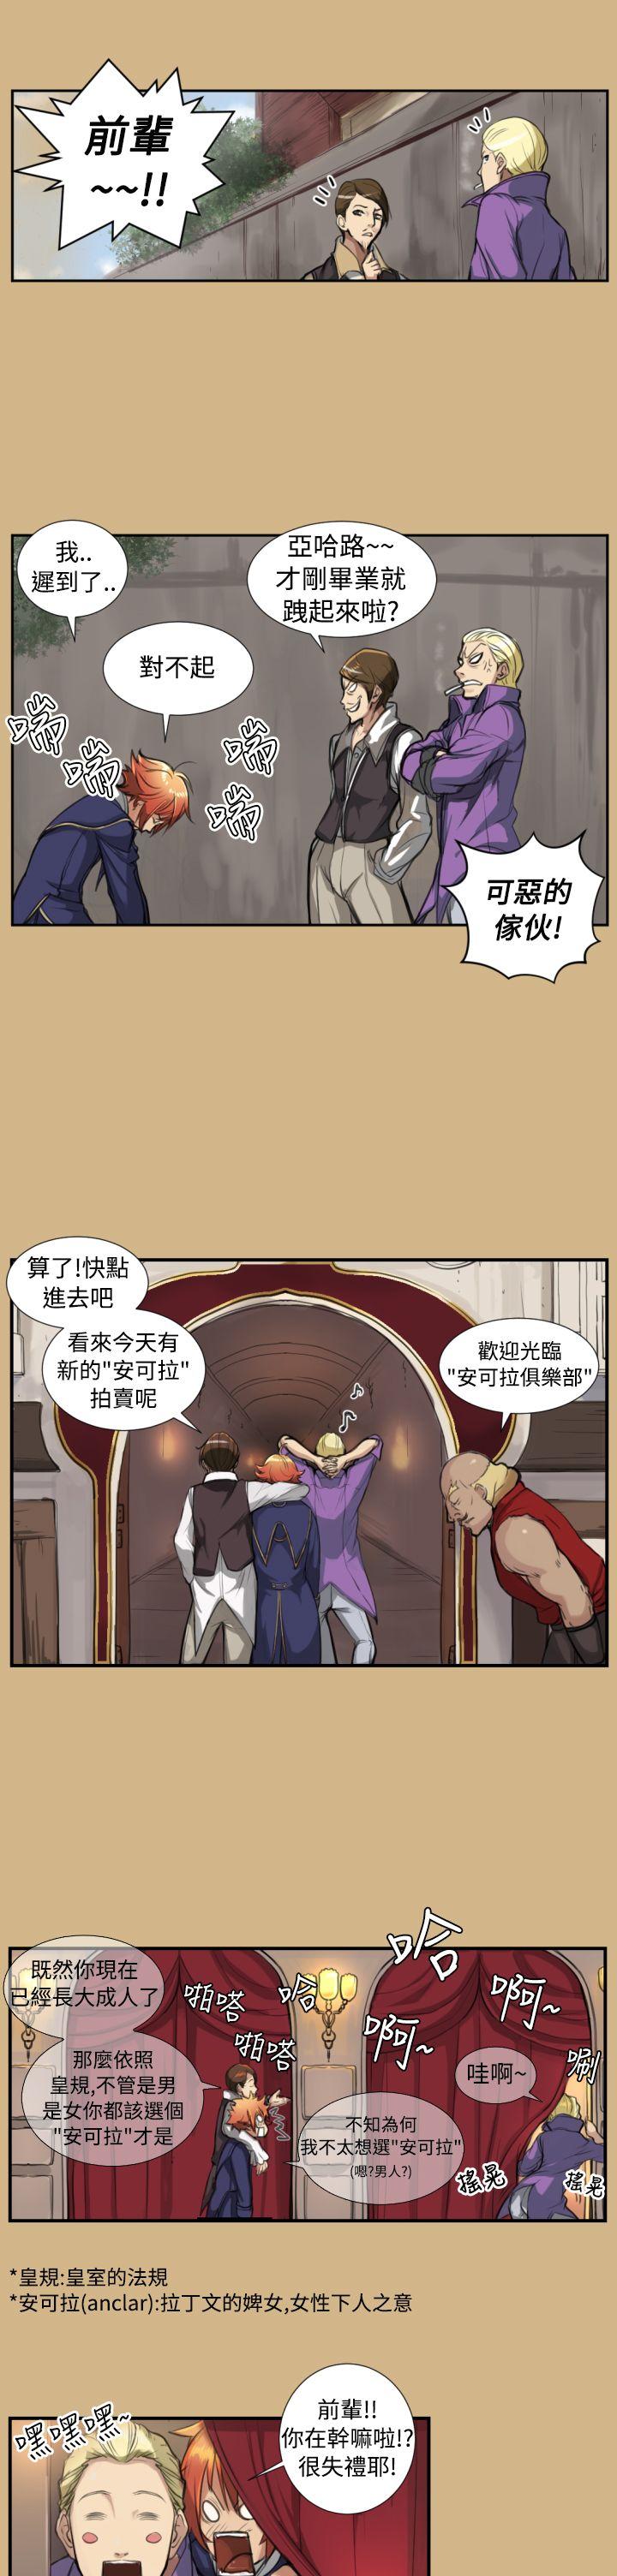 前輩
~~!!
我..
遲到了..
亞哈路~~
才剛畢業就
跩起來啦?
對不起
喘
喘
喘
喘
可惡的
傢伙!
算了!快點
進去吧
看來今天有
新的"安可拉"
拍賣呢
歡迎光臨
"安可拉俱樂部"
既然你現在
已經長大成人了
那麼依照
皇規,不管是男
是女你都該選個
"安可拉"才是
啪嗒
啪嗒
哈
哈
啊~
啊~
哇啊~
唰
不知為何
我不太想選"安可拉"
(嗯?男人?)
搖晃
搖晃
*皇規:皇室的法規
*安可拉(anclar):拉丁文的婢女,女性下人之意
嘿嘿嘿~
前輩!!
你在幹嘛啦!?
很失禮耶!